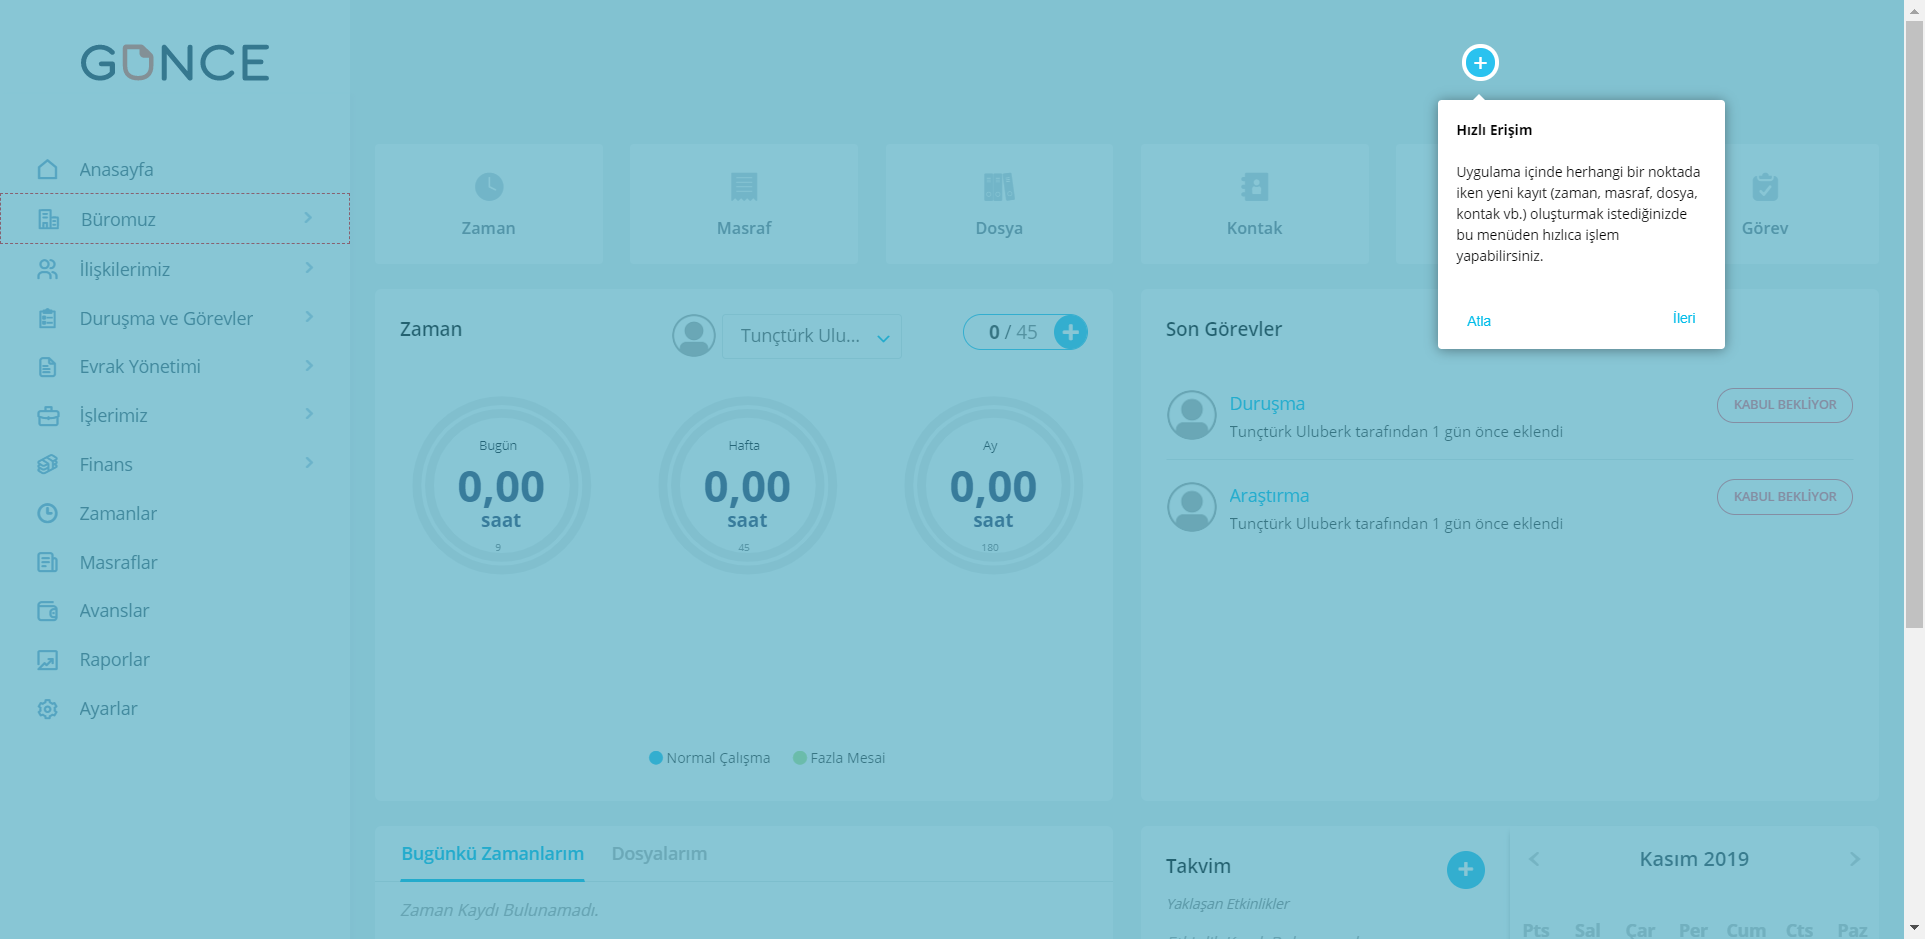 GÜNCE
Anasayfa
Büromuz
İlişkilerimiz
Duruşma ve Görevler
Evrak Yönetimi
İşlerimiz
Finans
Zamanlar
Masraflar
Avanslar
Raporlar
Ayarlar
Hızlı Erişim
Uygulama içinde herhangi bir noktada
iken yeni kayıt (zaman, masraf, dosya,
kontak vb.) oluşturmak istediğinizde
bu menüden hızlıca işlem
yapabilirsiniz.
Atla
İleri
Zaman
Masraf
Dosya
Kontak
Görev
Zaman
Tunçtürk Ulu...
0 / 45
Bugün
0,00
saat
9
Hafta
0,00
saat
45
Ay
0,00
saat
180
Normal Çalışma
Fazla Mesai
Son Görevler
Duruşma
Tunçtürk Uluberk tarafından 1 gün önce eklendi
KABUL BEKLİYOR
Araştırma
Tunçtürk Uluberk tarafından 1 gün önce eklendi
KABUL BEKLİYOR
Bugünkü Zamanlarım
Dosyalarım
Zaman Kaydı Bulunamadı.
Takvim
Yaklaşan Etkinlikler
Kasım 2019
Pts Sal Çar Per Cum Cts Paz